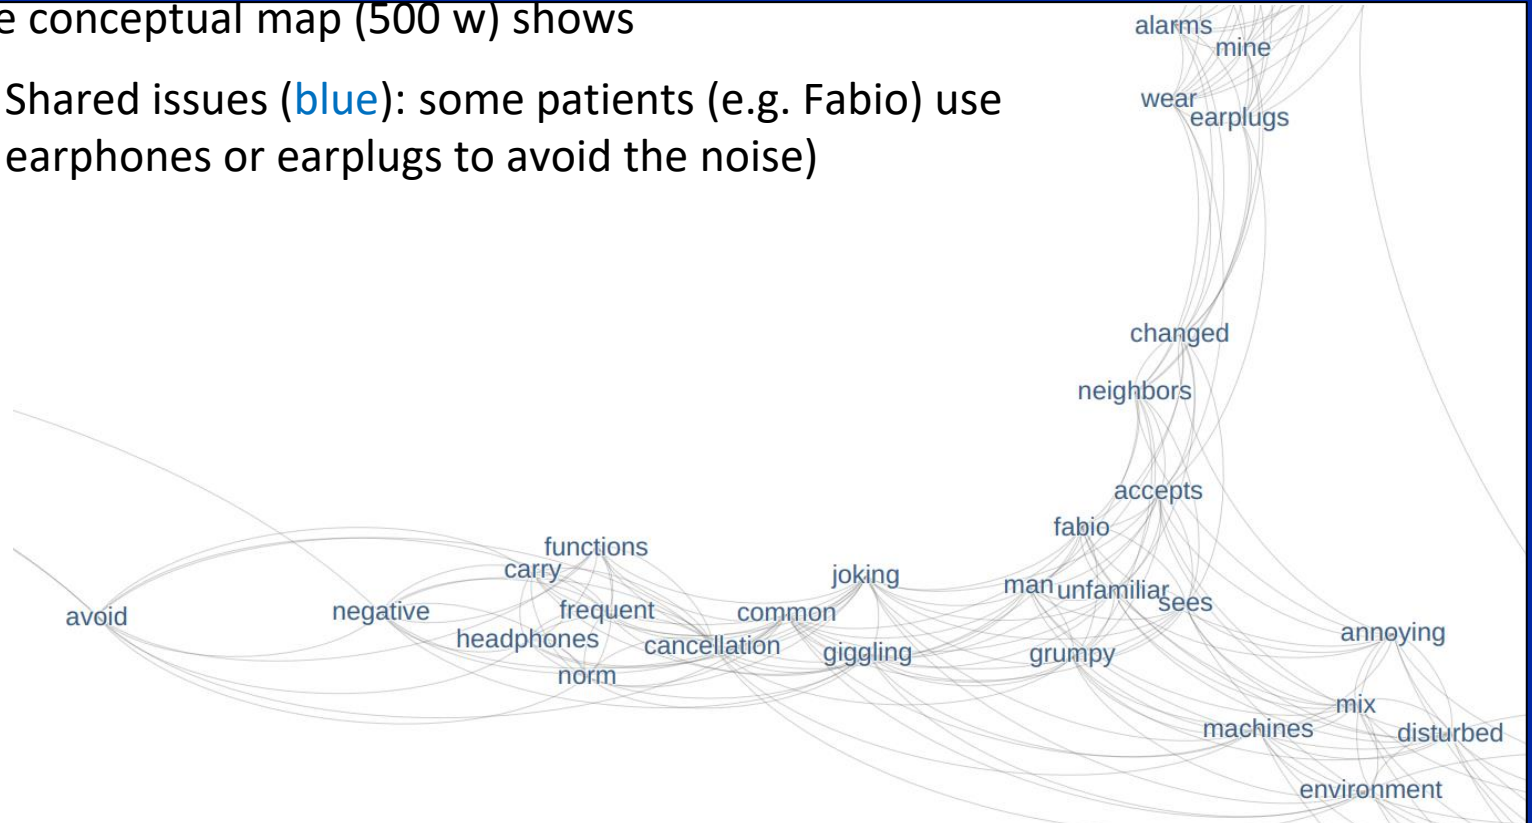 e conceptual map (500 w) shows
Shared issues (blue): some patients (e.g. Fabio) use
earphones or earplugs to avoid the noise)
alarms
mine
wear
earplugs
changed
neighbors
accepts
fabio
functions
carry
joking
man
unfamiliar
sees
avoid
negative
frequent
common
headphones
cancellation
giggling
grumpy
annoying
norm
mix
machines
disturbed
environment